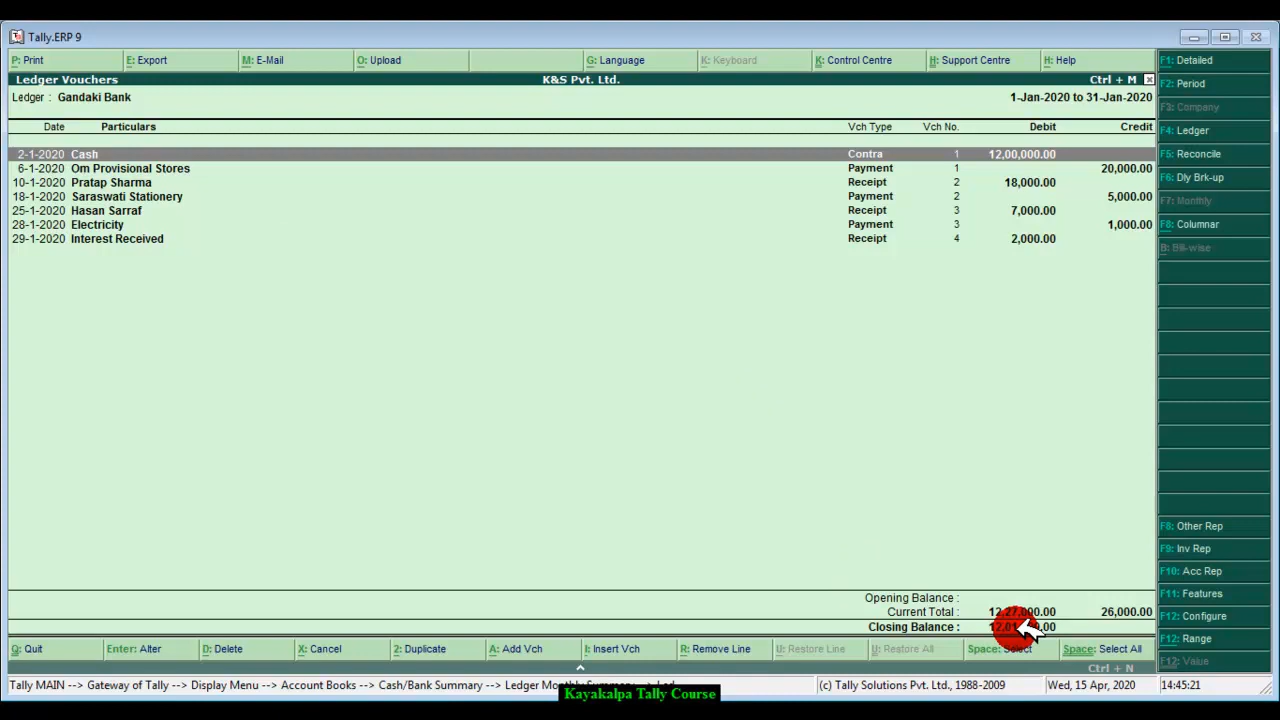 Tally.ERP 9
P: Print E: Export M: E-Mail O: Upload G: Language K: Keyboard K: Control Centre H: Support Centre H: Help
Ledger Vouchers K&S Pvt. Ltd. Ctrl + M
Ledger : Gandaki Bank 1-Jan-2020 to 31-Jan-2020
Date Particulars Vch Type Vch No. Debit Credit
2-1-2020 Cash Contra 1 12,00,000.00
6-1-2020 Om Provisional Stores Payment 1 20,000.00
10-1-2020 Pratap Sharma Receipt 2 18,000.00
18-1-2020 Saraswati Stationery Payment 2 5,000.00
25-1-2020 Hasan Sarraf Receipt 3 7,000.00
28-1-2020 Electricity Payment 3 1,000.00
29-1-2020 Interest Received Receipt 4 2,000.00
Opening Balance :
Current Total : 12,27,000.00 26,000.00
Closing Balance :
Q: Quit Enter: Alter D: Delete X: Cancel 2: Duplicate A: Add Vch I: Insert Vch R: Remove Line U: Restore Line U: Restore All Space: Select Space: Select All
Ctrl + N
Tally MAIN --> Gateway of Tally --> Display Menu --> Account Books --> Cash/Bank Summary --> Ledger Monthly Summary --> Led (c) Tally Solutions Pvt. Ltd., 1988-2009 Wed, 15 Apr, 2020 14:45:21
Kayakalpa Tally Course
F1: Detailed
F2: Period
F3: Company
F4: Ledger
F5: Reconcile
F6: Dly Brk-up
F7: Monthly
F8: Columnar
B: Bill-wise
F8: Other Rep
F9: Inv Rep
F10: Acc Rep
F11: Features
F12: Configure
F12: Range
F12: Value